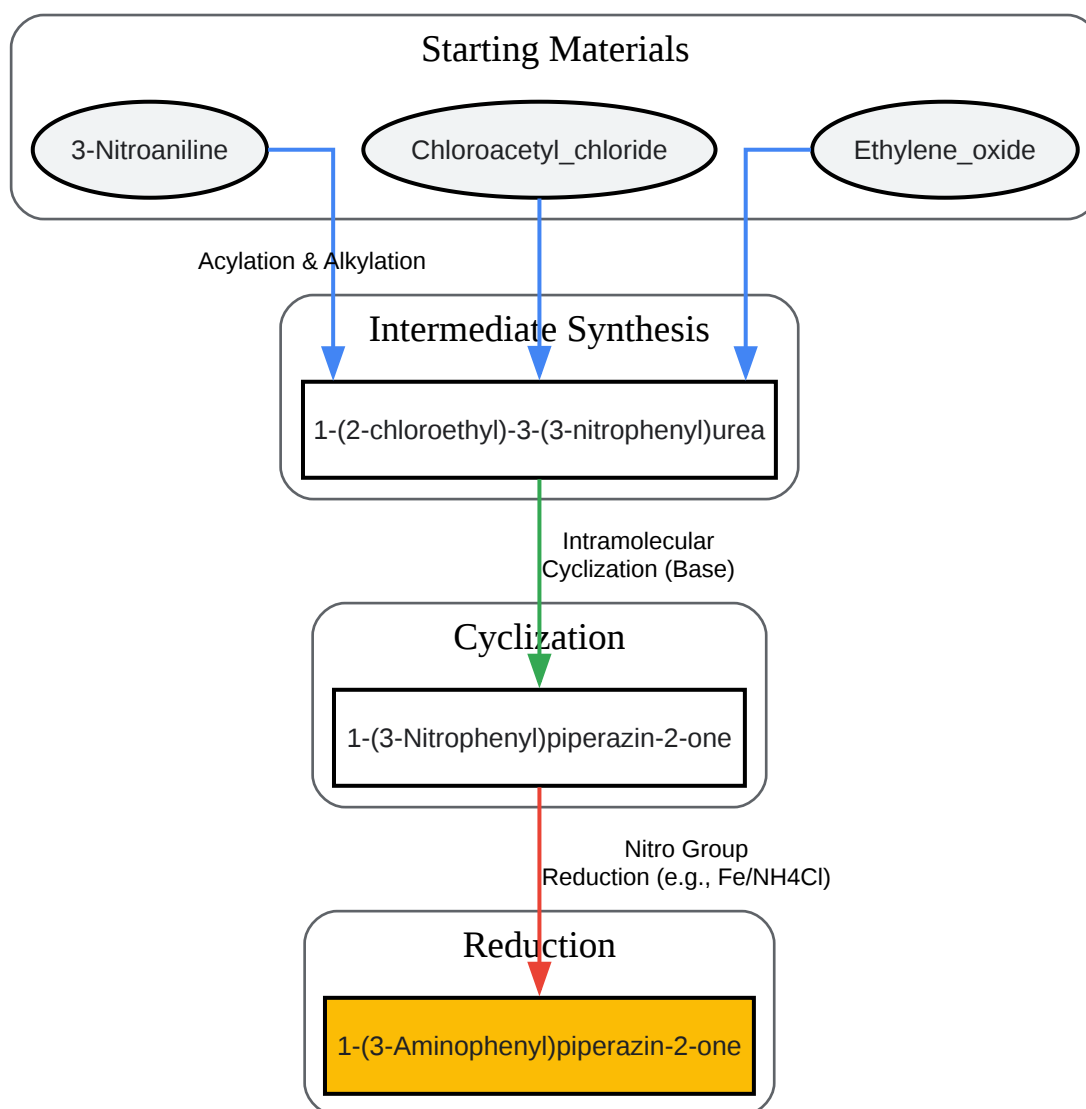 Starting Materials
3-Nitroaniline
Chloroacetyl_chloride
Ethylene_oxide
Acylation & Alkylation
Intermediate Synthesis
1-(2-chloroethyl)-3-(3-nitrophenyl)urea
Intramolecular
Cyclization (Base)
Cyclization
1-(3-Nitrophenyl)piperazin-2-one
Nitro Group
Reduction (e.g., Fe/NH4Cl)
Reduction
1-(3-Aminophenyl)piperazin-2-one